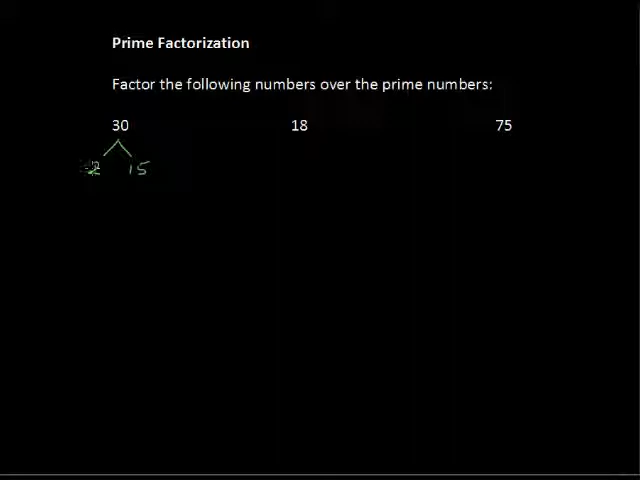 Prime Factorization
Factor the following numbers over the prime numbers:
30 18 75
2 15